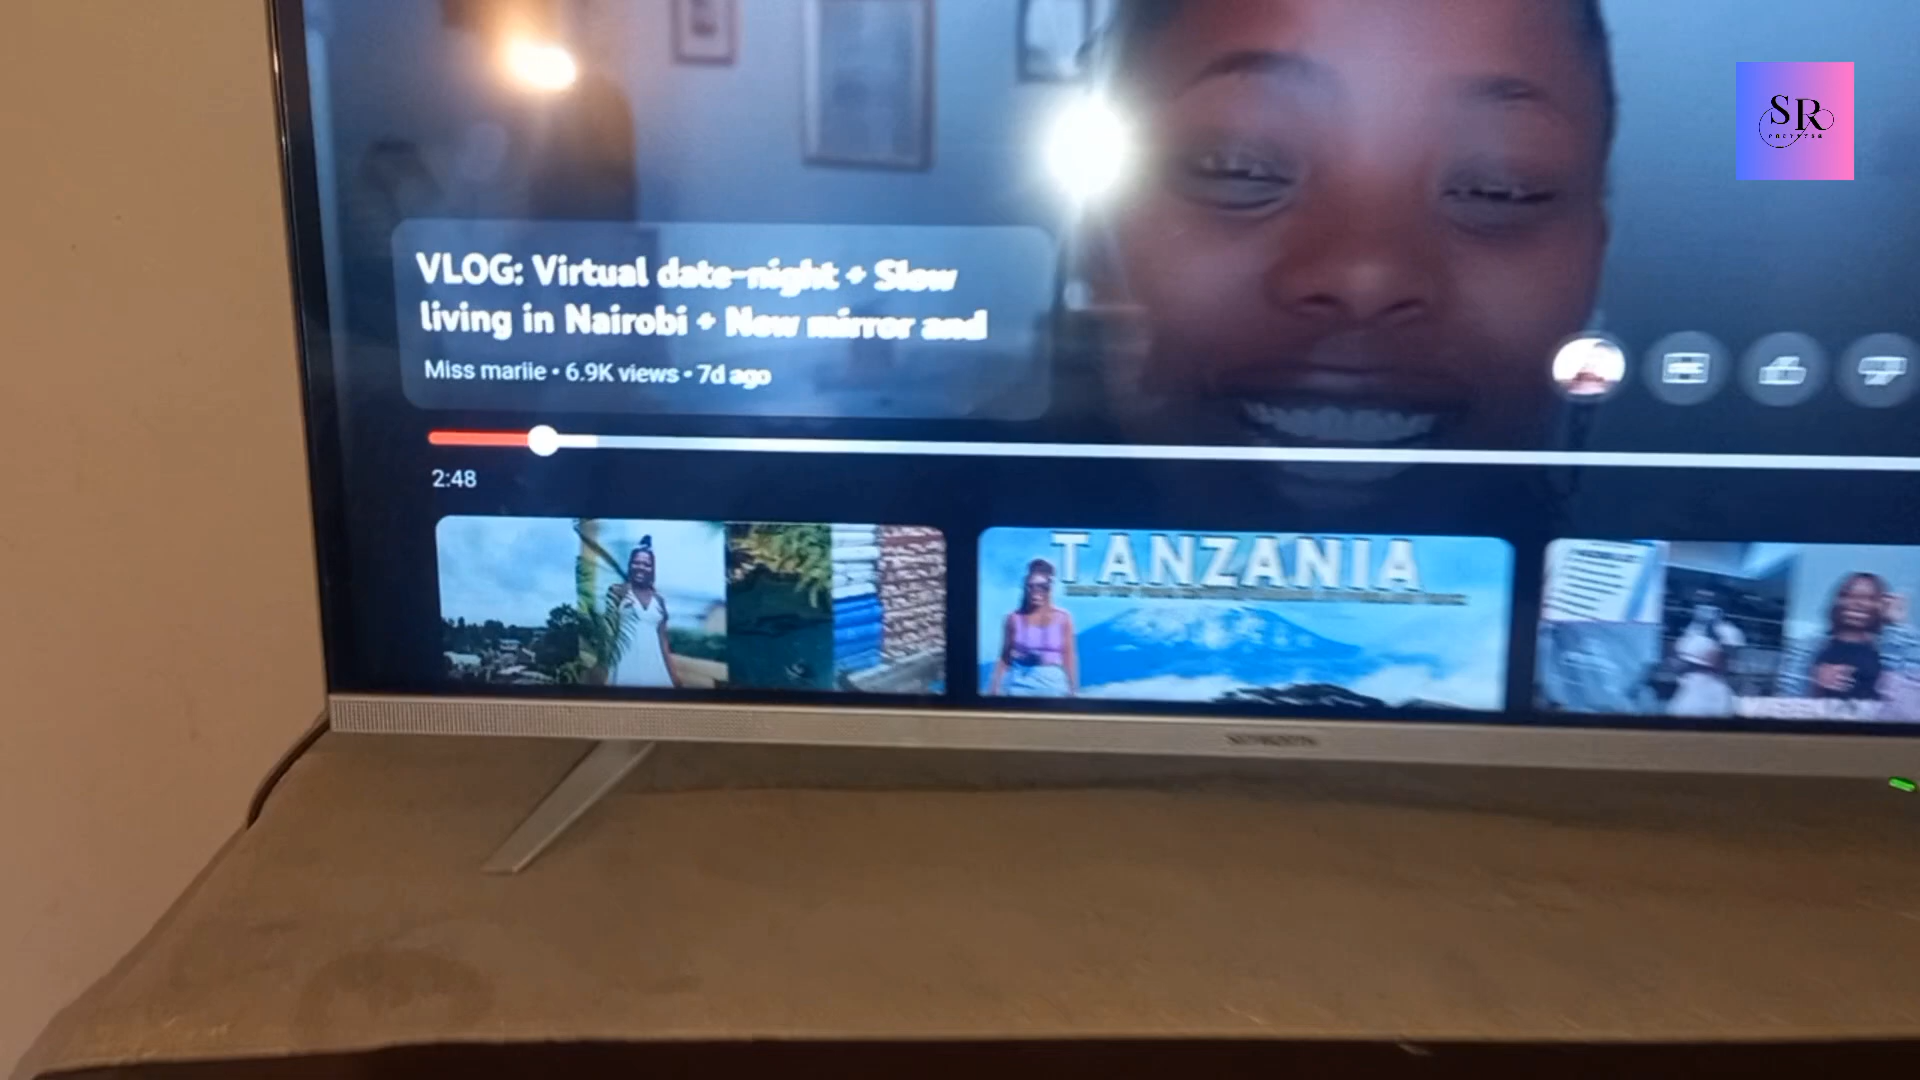 SR
VLOG: Virtual date-night + Slow
living in Nairobi + New mirror and
Miss mariie • 6.9K views • 7d ago
2:48
TANZANIA